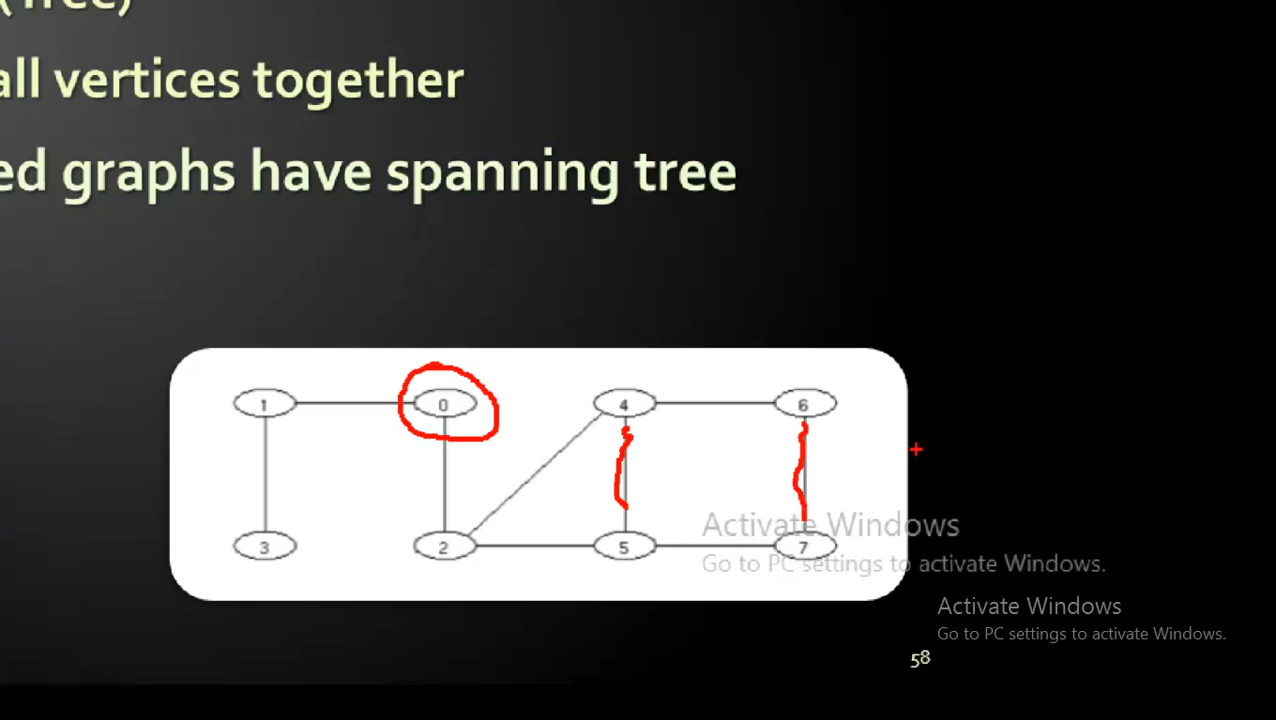 (Tree)
all vertices together
ed graphs have spanning tree
1 0 4 6
3 2 5 7
Activate Windows
Go to PC settings to activate Windows.
Activate Windows
Go to PC settings to activate Windows.
58